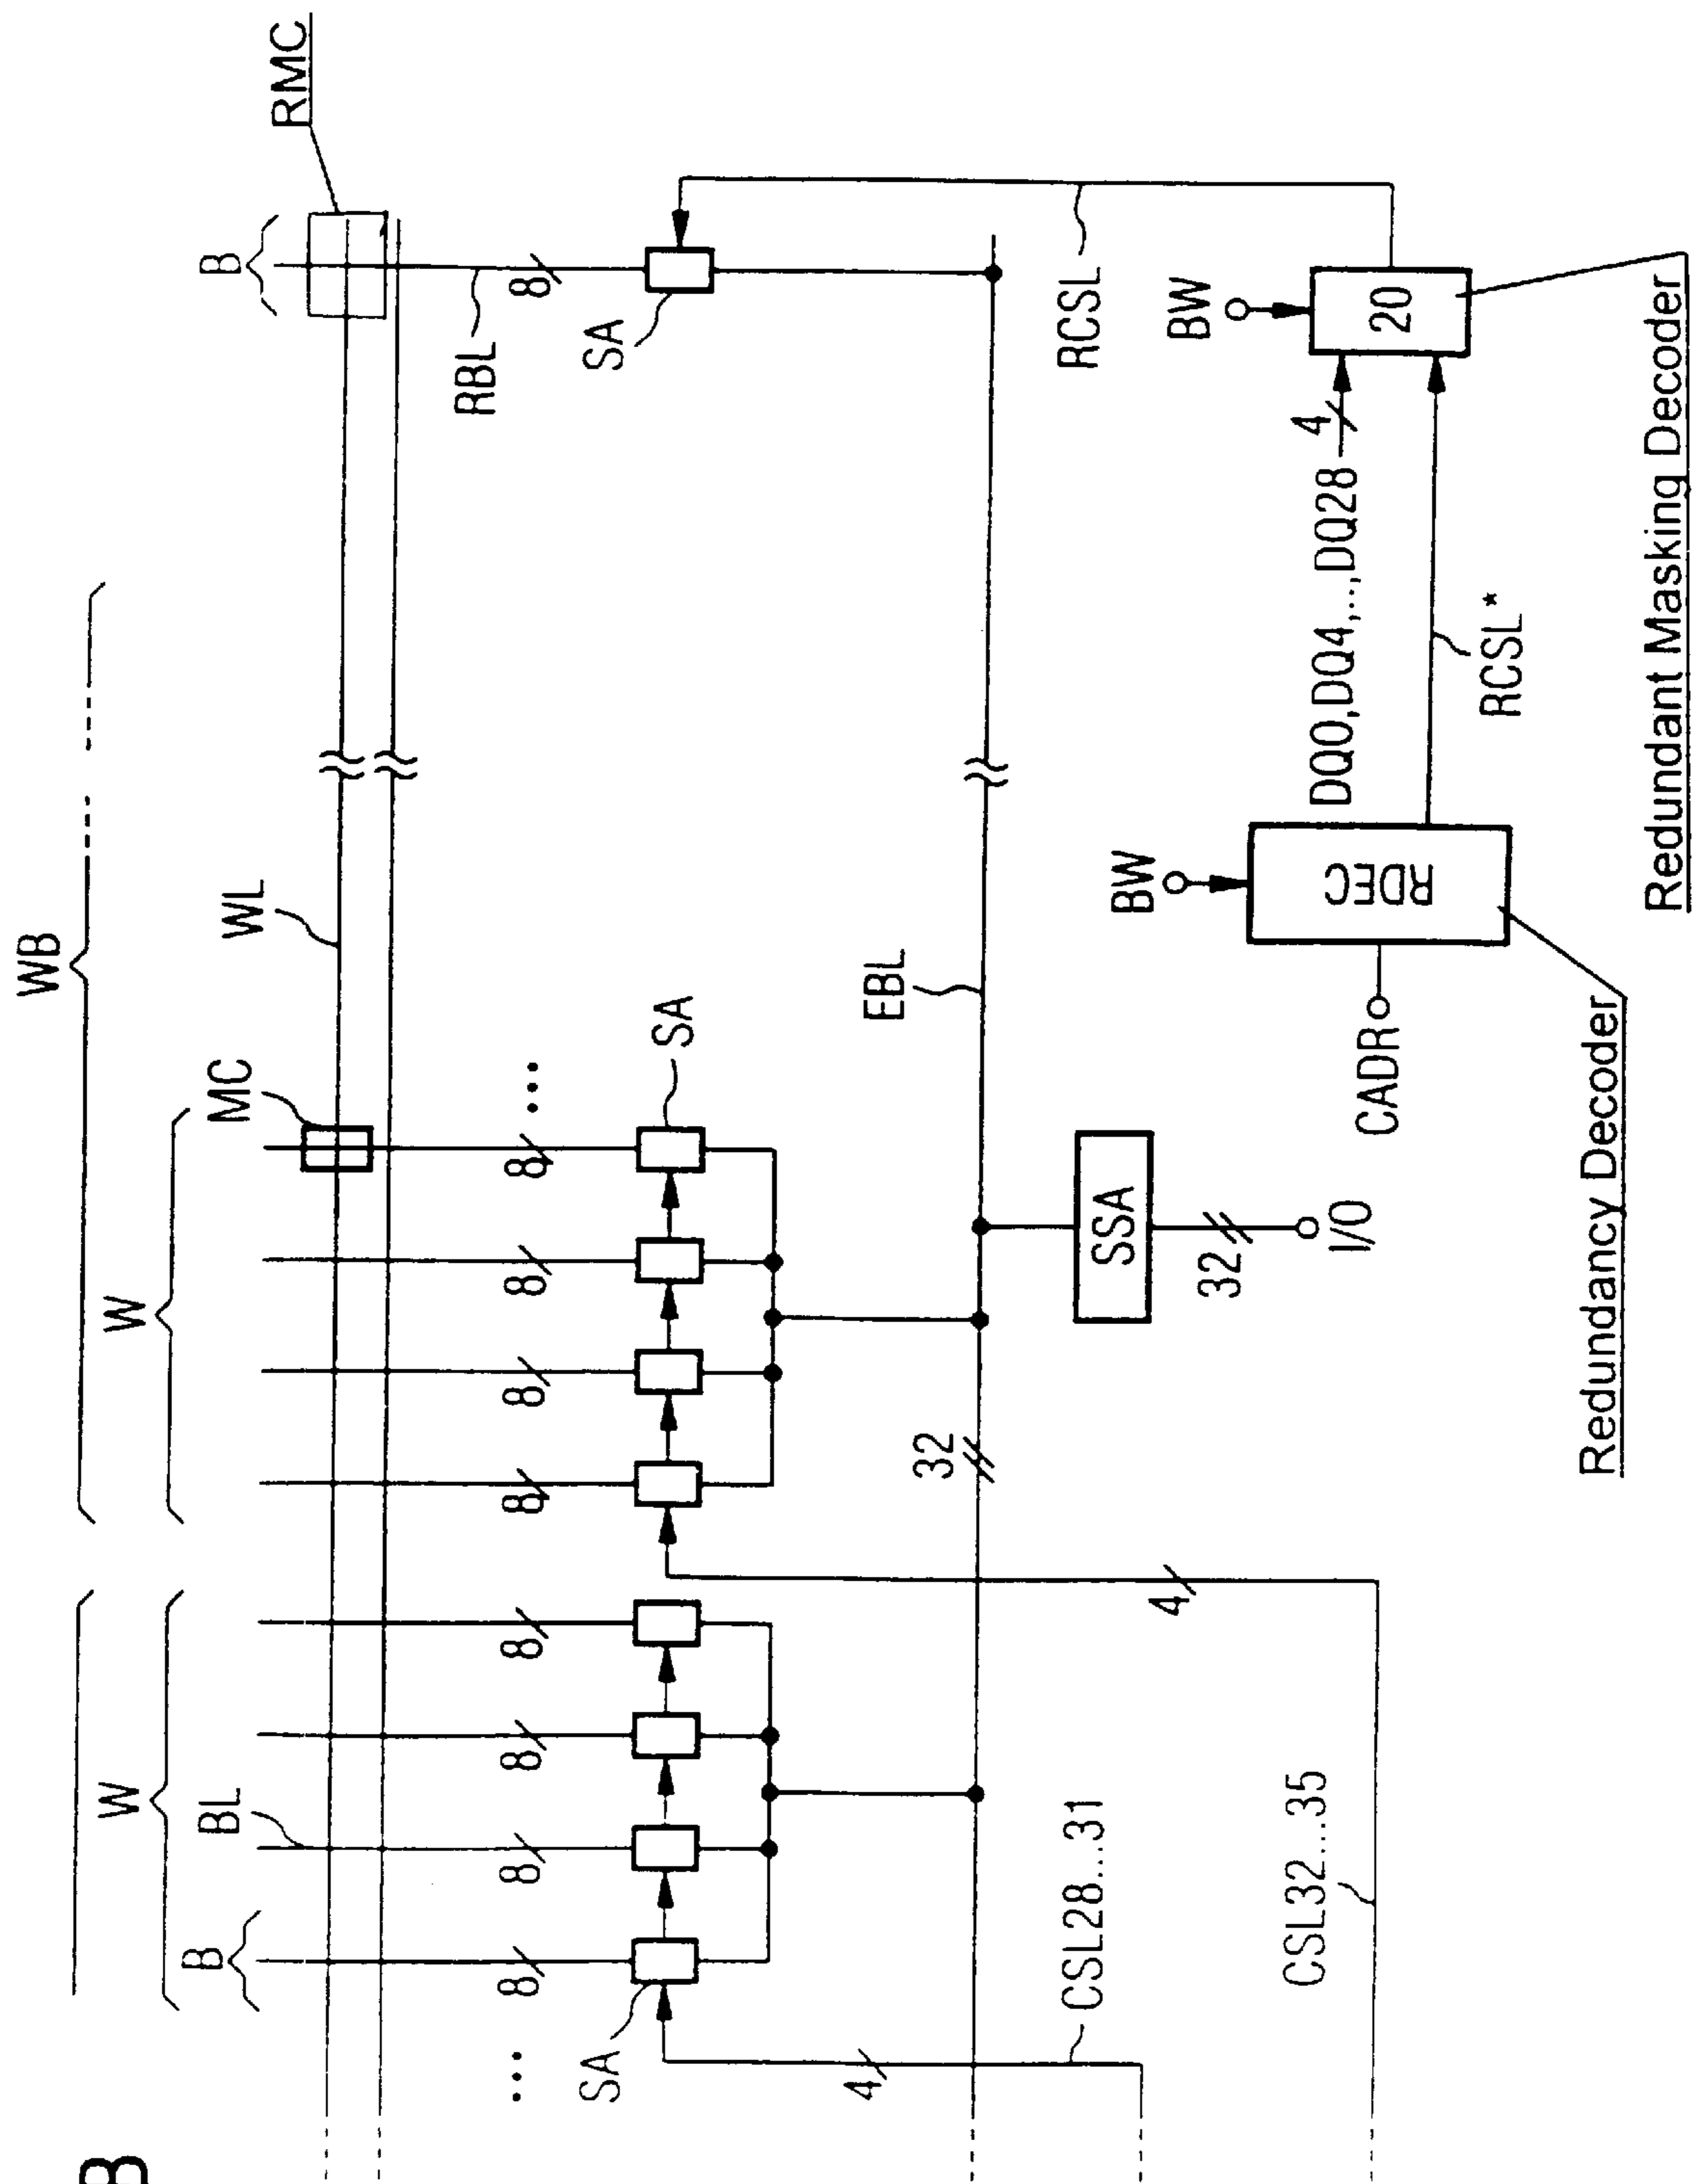 B
WB
W
W
B
BL
MC
WL
B
RMC
8
8
8
8
8
8
8
8
...
...
8
RBL
SA
SA
SA
4
32
EBL
RCSL
CSL28...31
4
SSA
32
I/O
CSL32...35
BW
BW
CADR
RDEC
DQ0,DQ4,..,DQ28
4
20
RCSL*
Redundancy Decoder
Redundant Masking Decoder